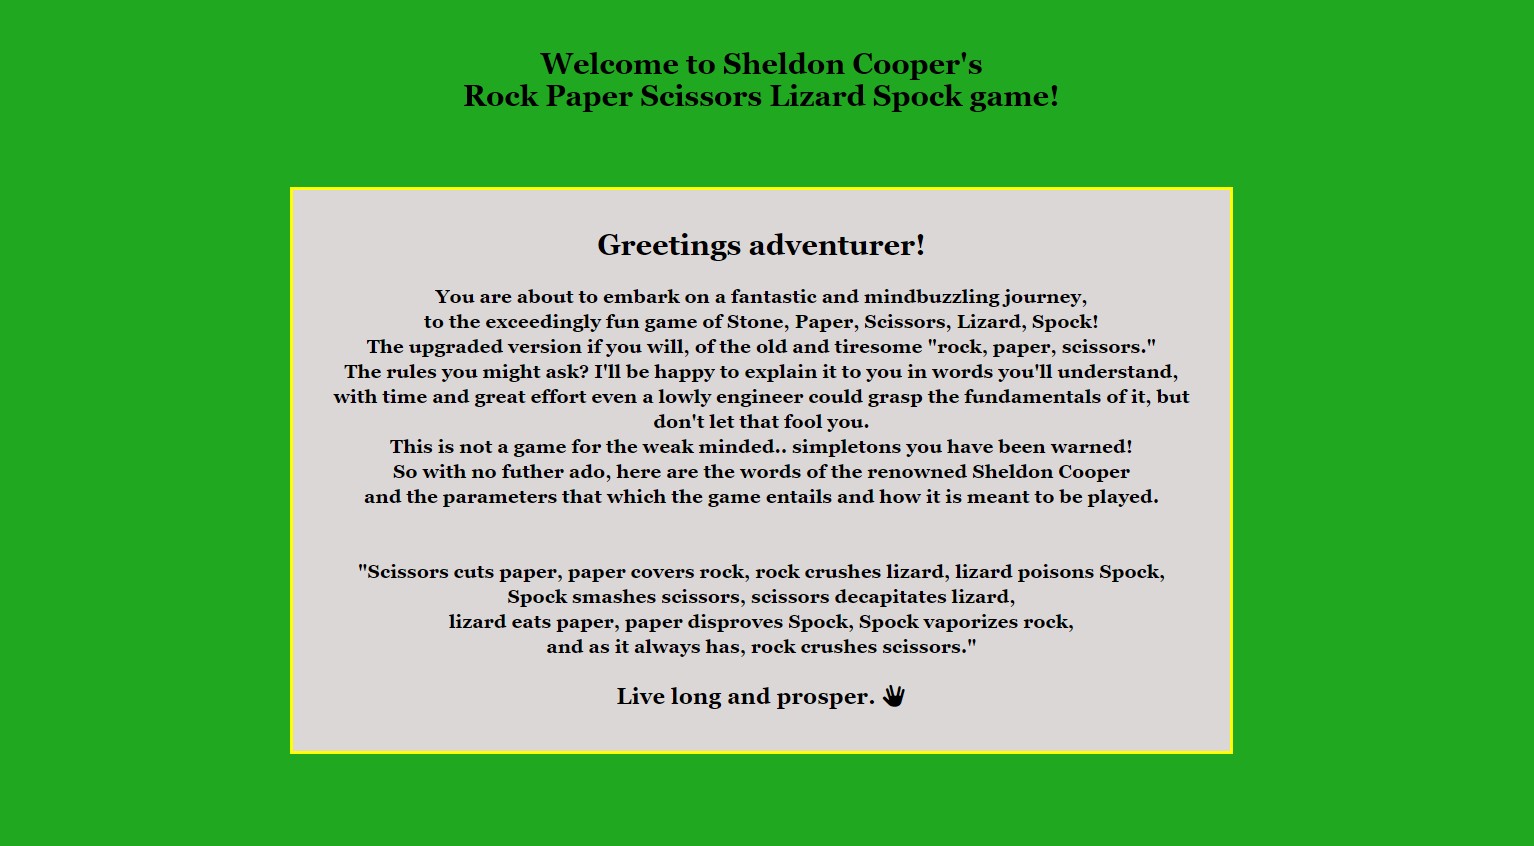 Welcome to Sheldon Cooper's
Rock Paper Scissors Lizard Spock game!
Greetings adventurer!
You are about to embark on a fantastic and mindbuzzling journey,
to the exceedingly fun game of Stone, Paper, Scissors, Lizard, Spock!
The upgraded version if you will, of the old and tiresome "rock, paper, scissors."
The rules you might ask? I'll be happy to explain it to you in words you'll understand,
with time and great effort even a lowly engineer could grasp the fundamentals of it, but
don't let that fool you.
This is not a game for the weak minded.. simpletons you have been warned!
So with no futher ado, here are the words of the renowned Sheldon Cooper
and the parameters that which the game entails and how it is meant to be played.
"Scissors cuts paper, paper covers rock, rock crushes lizard, lizard poisons Spock,
Spock smashes scissors, scissors decapitates lizard,
lizard eats paper, paper disproves Spock, Spock vaporizes rock,
and as it always has, rock crushes scissors."
Live long and prosper.